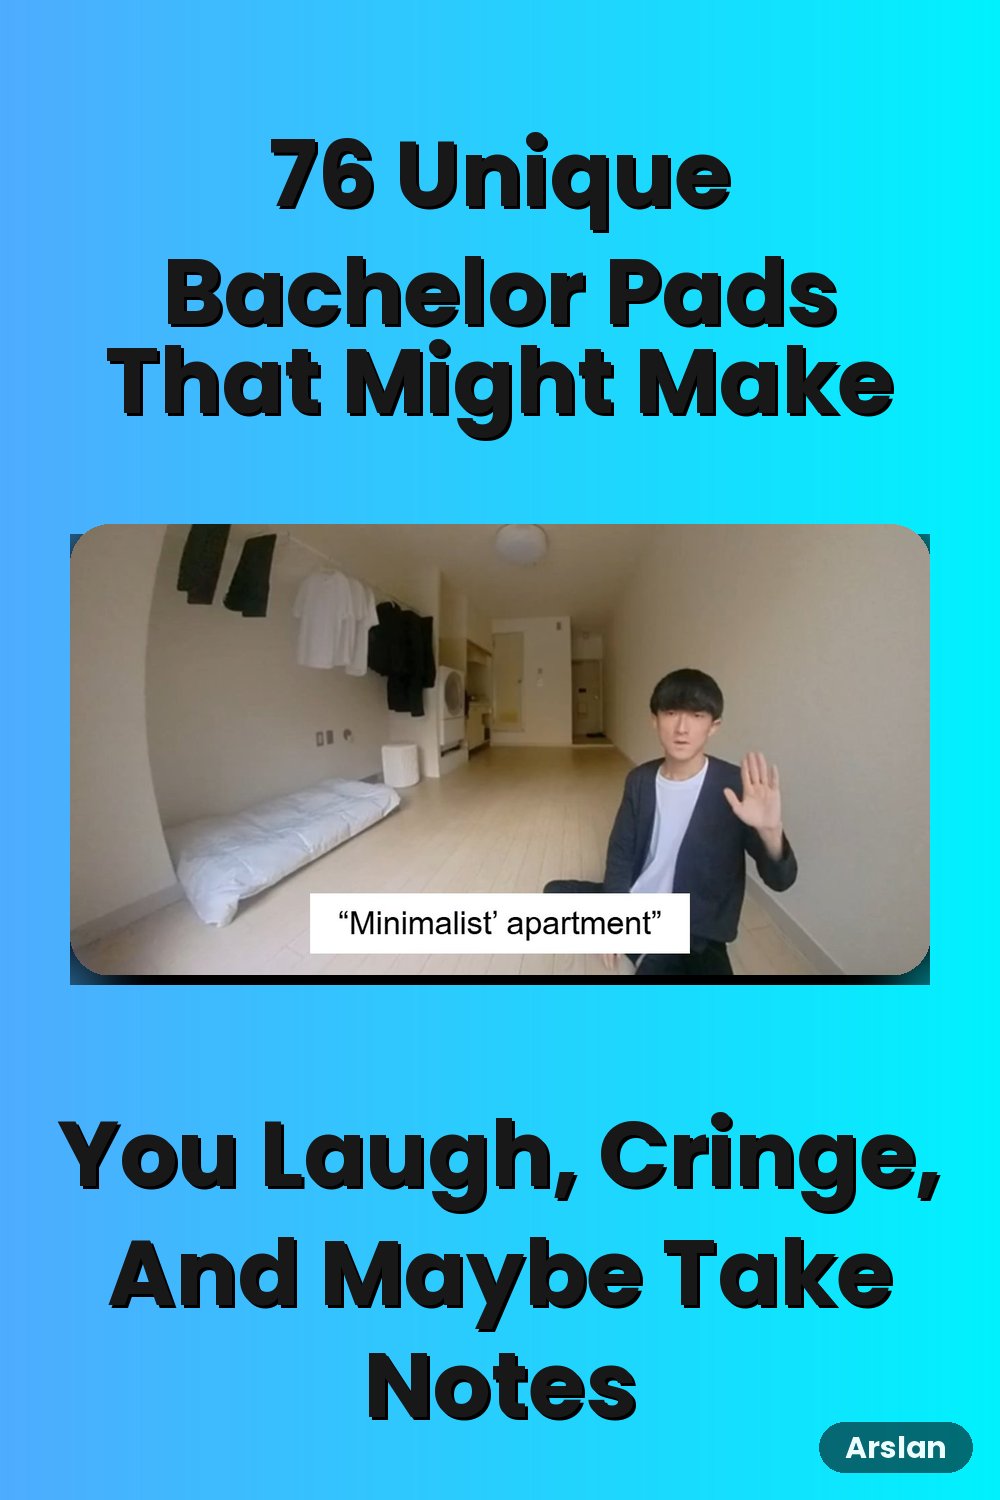 76 Unique
Bachelor Pads
That Might Make
“Minimalist’ apartment”
You Laugh, Cringe,
And Maybe Take
Notes
Arslan